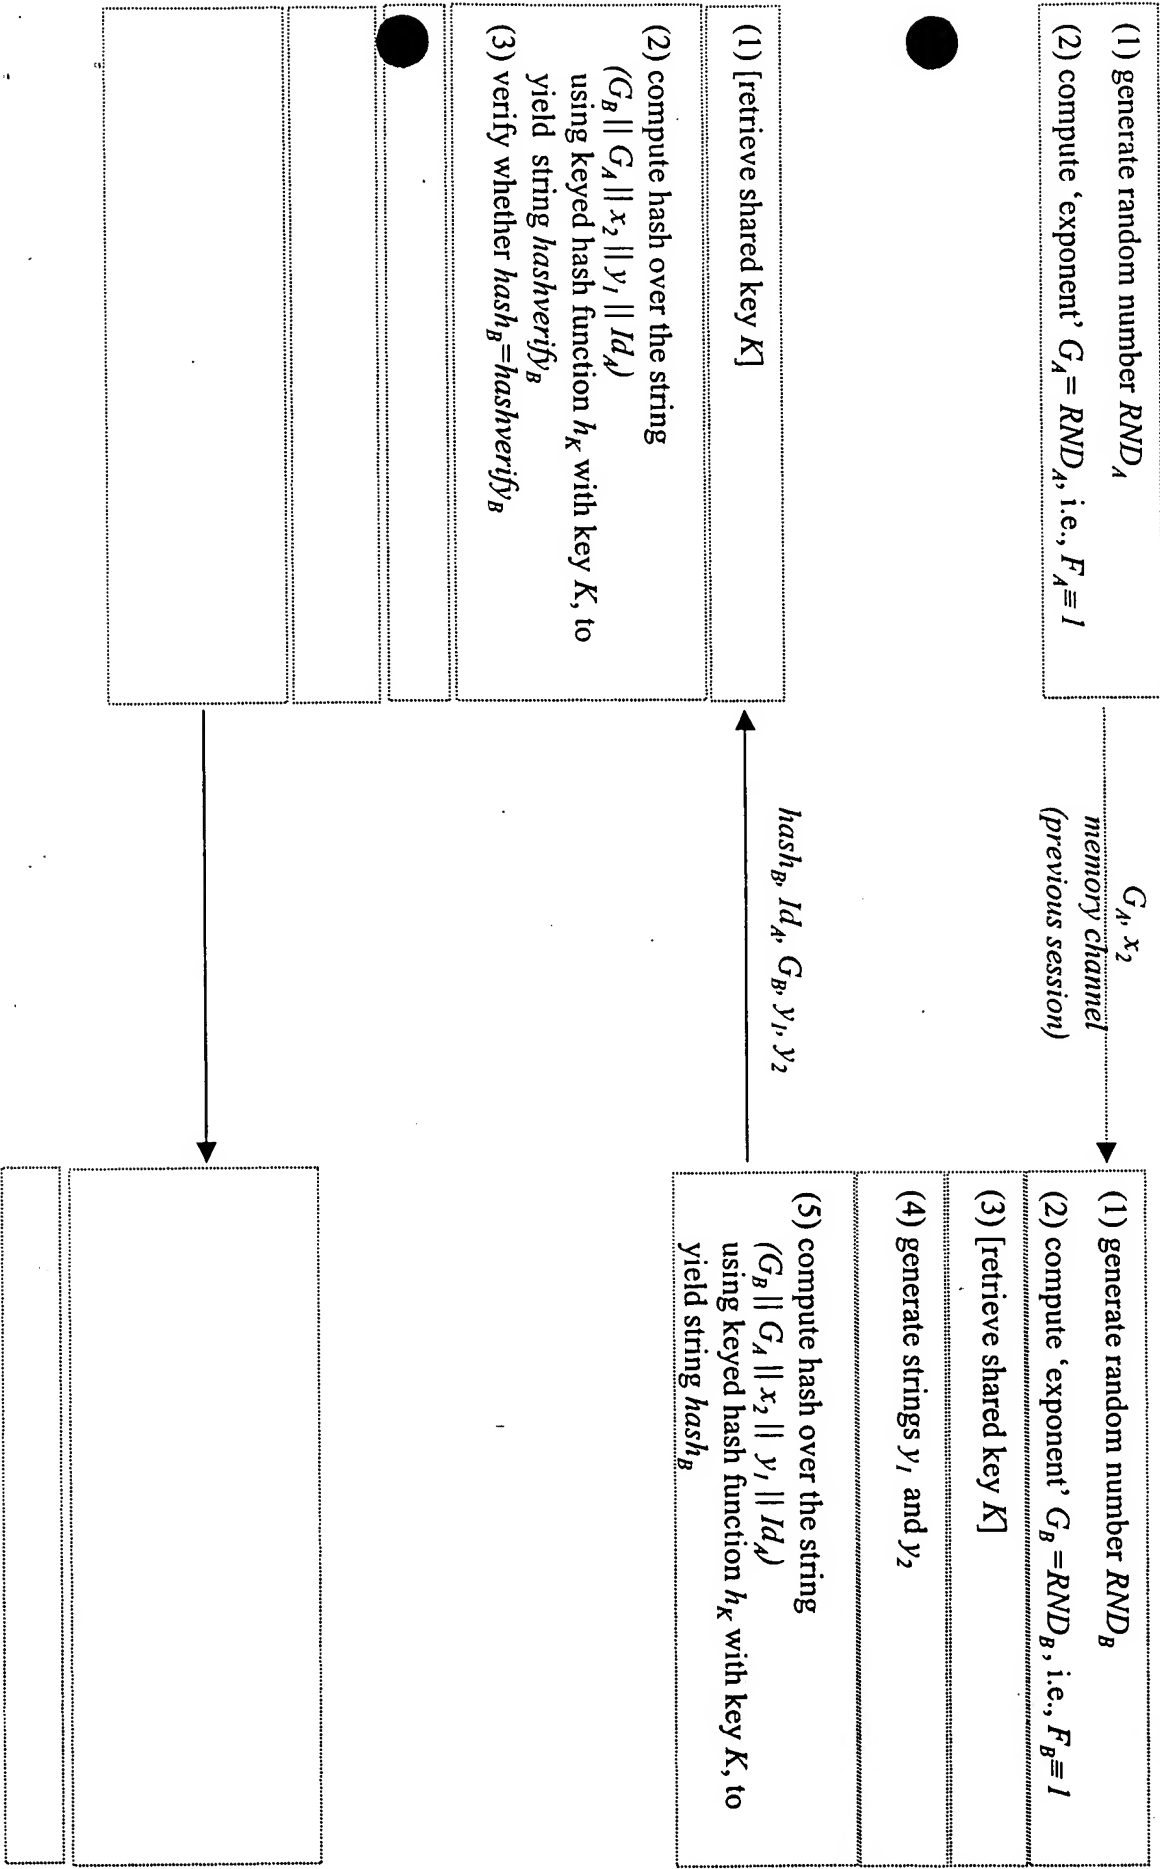 (1) generate random number RND_A
(2) compute ‘exponent’ G_A = RND_A, i.e., F_A ≡ 1
G_A, x_2
memory channel
(previous session)
(1) generate random number RND_B
(2) compute ‘exponent’ G_B = RND_B, i.e., F_B ≡ 1
(3) [retrieve shared key K]
(4) generate strings y_1 and y_2
(5) compute hash over the string
(G_B || G_A || x_2 || y_1 || Id_A)
using keyed hash function h_K with key K, to
yield string hash_B
hash_B, Id_A, G_B, y_1, y_2
(1) [retrieve shared key K]
(2) compute hash over the string
(G_B || G_A || x_2 || y_1 || Id_A)
using keyed hash function h_K with key K, to
yield string hashverify_B
(3) verify whether hash_B=hashverify_B